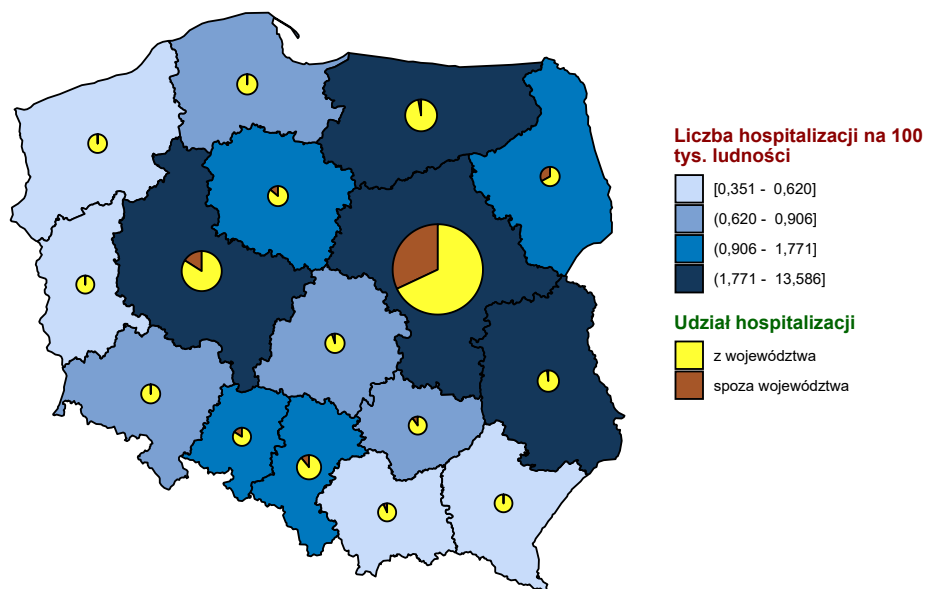 Liczba hospitalizacji na 100
tys. ludności
[0,351 - 0,620]
(0,620 - 0,906]
(0,906 - 1,771]
(1,771 - 13,586]
Udział hospitalizacji
z województwa
spoza województwa